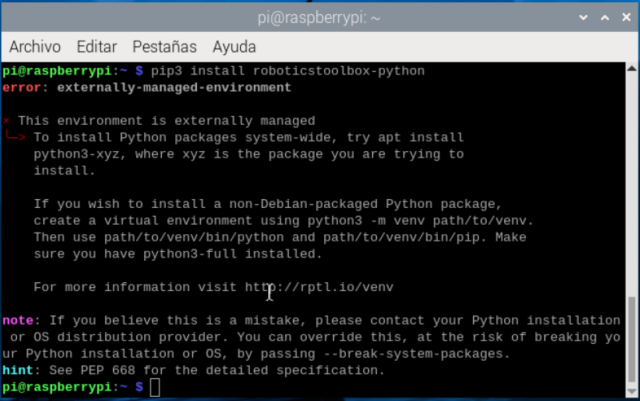 pi@raspberrypi: ~
Archivo Editar Pestañas Ayuda
pi@raspberrypi:~ $ pip3 install roboticstoolbox-python
error: externally-managed-environment
× This environment is externally managed
╰─> To install Python packages system-wide, try apt install
python3-xyz, where xyz is the package you are trying to
install.
If you wish to install a non-Debian-packaged Python package,
create a virtual environment using python3 -m venv path/to/venv.
Then use path/to/venv/bin/python and path/to/venv/bin/pip. Make
sure you have python3-full installed.
For more information visit http://rptl.io/venv
note: If you believe this is a mistake, please contact your Python installation
or OS distribution provider. You can override this, at the risk of breaking yo
ur Python installation or OS, by passing --break-system-packages.
hint: See PEP 668 for the detailed specification.
pi@raspberrypi:~ $